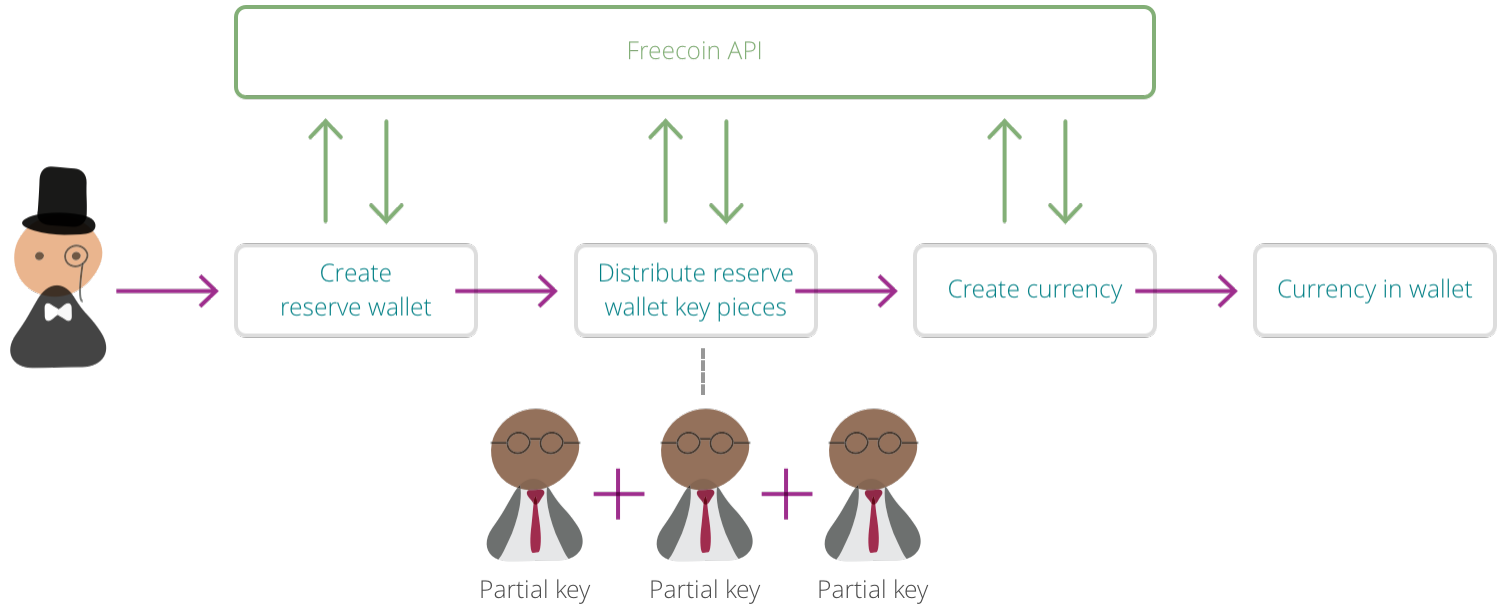 Freecoin API
Create
reserve wallet
Distribute reserve
wallet key pieces
Create currency
Currency in wallet
Partial key
Partial key
Partial key